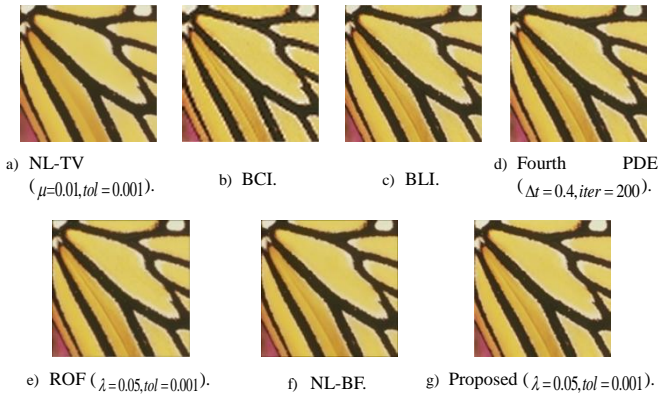 a) NL-TV
(μ=0.01,tol=0.001).
b) BCI.
c) BLI.
d) Fourth PDE
(Δt=0.4,iter=200).
e) ROF (λ=0.05,tol=0.001).
f) NL-BF.
g) Proposed (λ=0.05,tol=0.001).